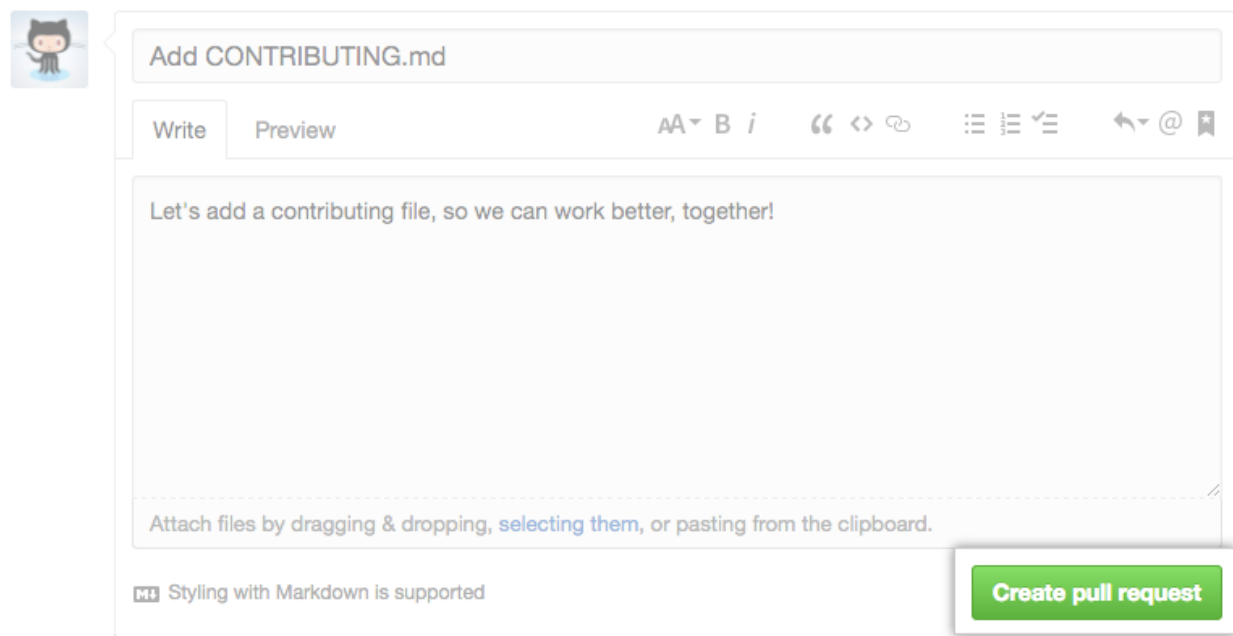 Add CONTRIBUTING.md
Write Preview AA B i
Let's add a contributing file, so we can work better, together!
Attach files by dragging & dropping, selecting them, or pasting from the clipboard.
M Styling with Markdown is supported
Create pull request